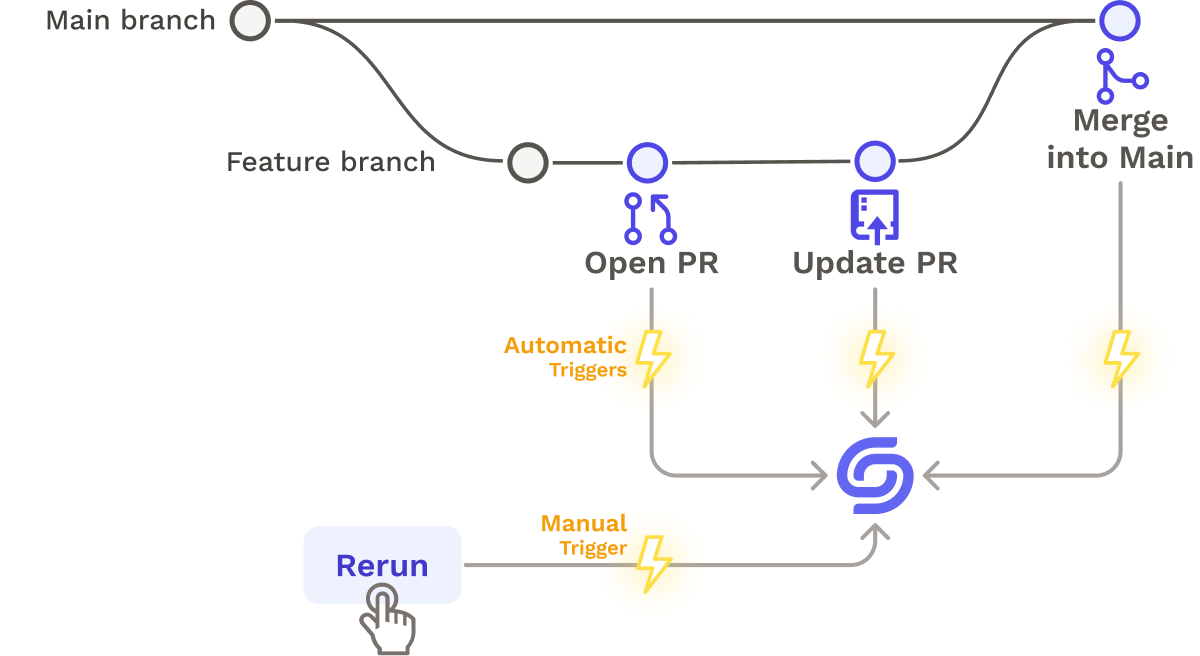 Main branch
Feature branch
Merge
into Main
Open PR
Update PR
Automatic
Triggers
Manual
Trigger
Rerun